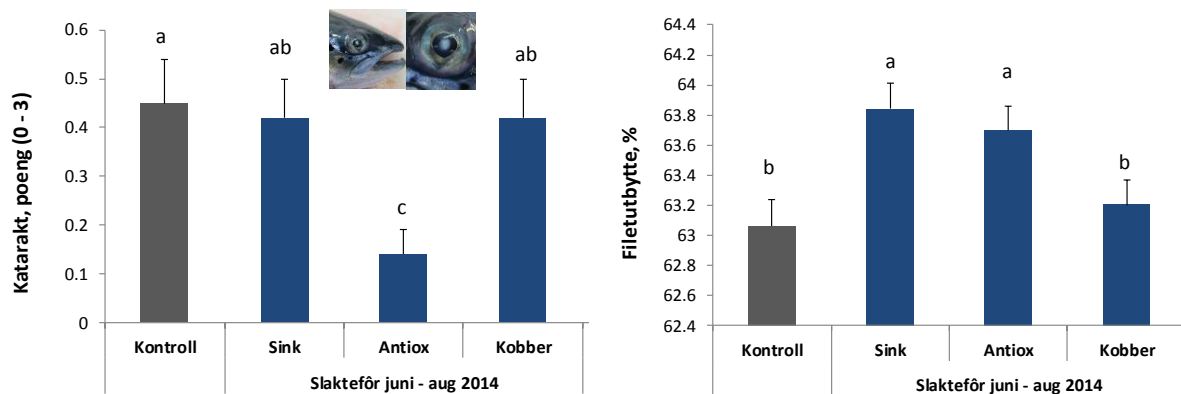 Katarakt, poeng (0 - 3)
0.6
0.5
0.4
0.3
0.2
0.1
0
a
ab
c
ab
Kontroll
Sink
Antiox
Kobber
Slaktefôr juni - aug 2014
Filetutbytte, %
64.4
64.2
64
63.8
63.6
63.4
63.2
63
62.8
62.6
62.4
b
a
a
b
Kontroll
Sink
Antiox
Kobber
Slaktefôr juni - aug 2014